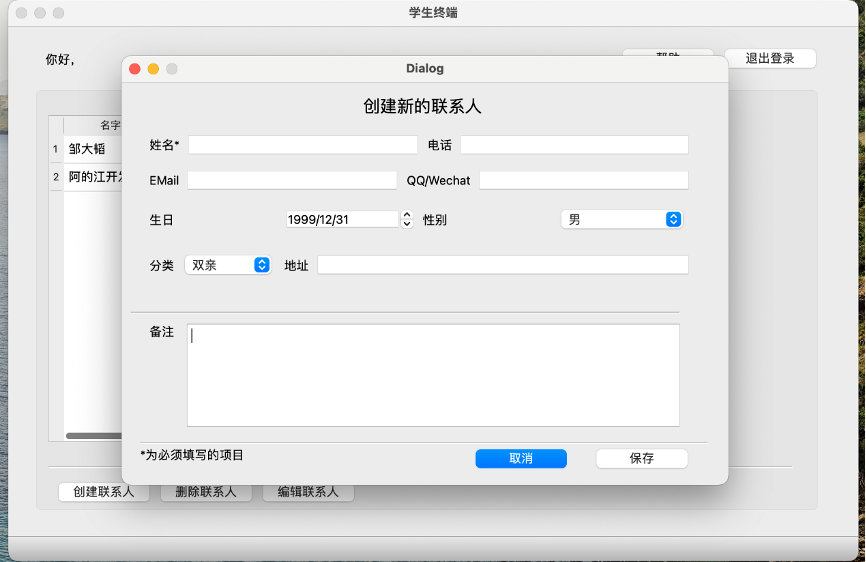 学生终端
你好,
退出登录
Dialog
创建新的联系人
名字
姓名*
电话
1
邹大韬
EMail
QQ/Wechat
2
阿的江开发
生日
1999/12/31
性别
男
分类
双亲
地址
备注
*为必须填写的项目
取消
保存
创建联系人
删除联系人
编辑联系人